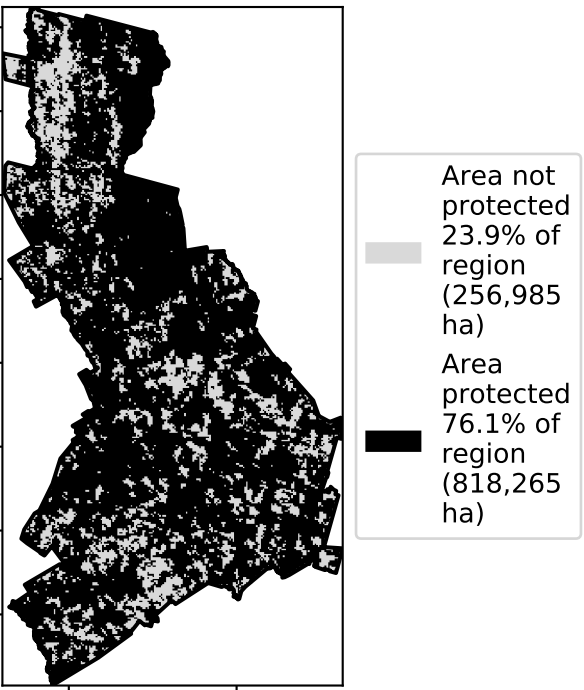 Area not
protected
23.9% of
region
(256,985
ha)
Area
protected
76.1% of
region
(818,265
ha)